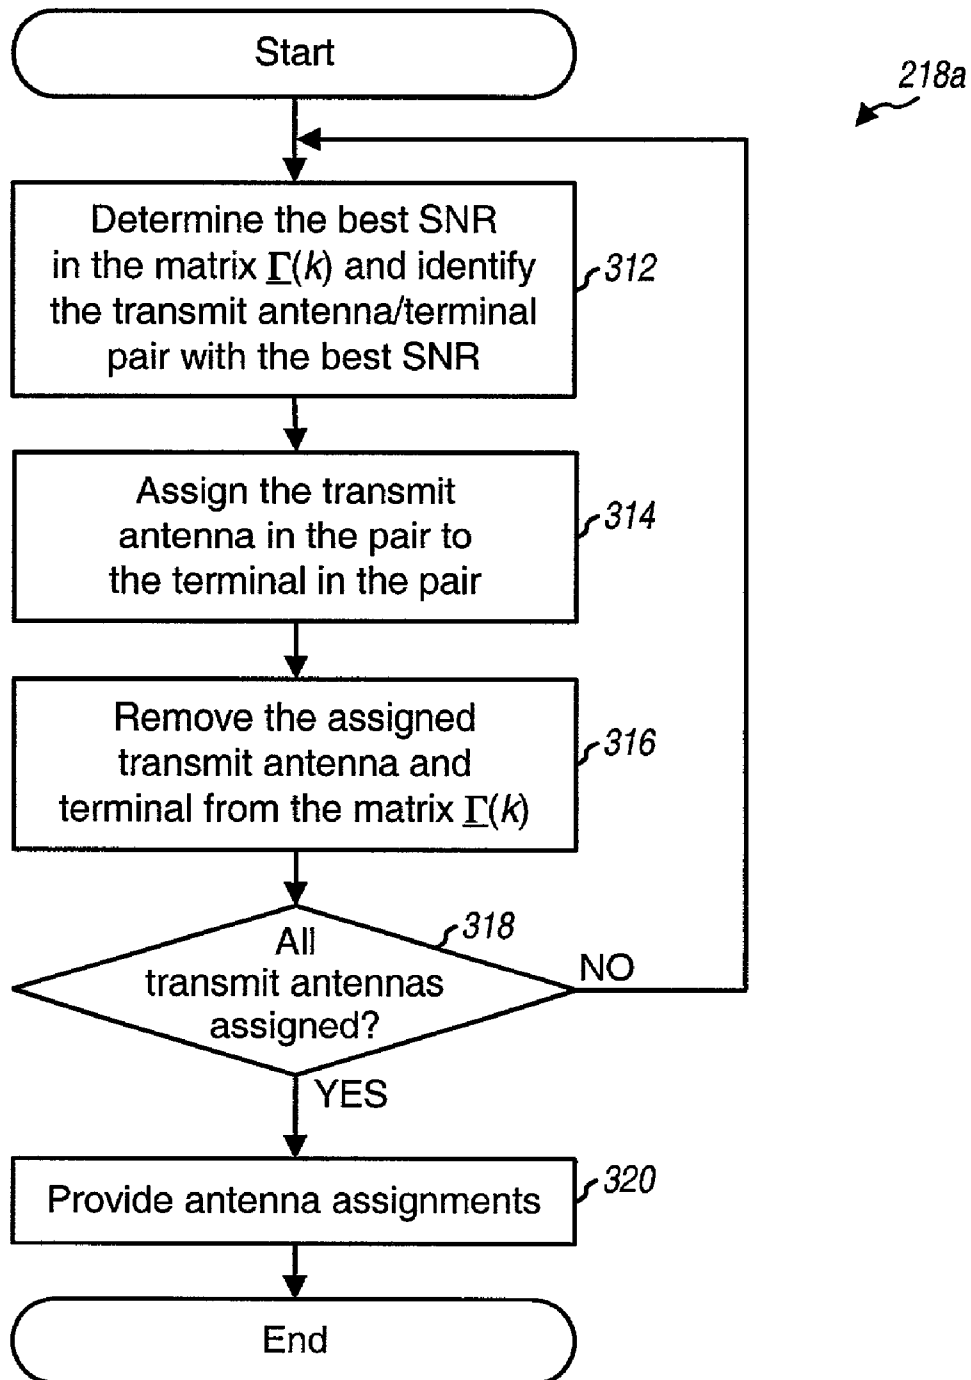 Start
218a
Determine the best SNR
in the matrix Γ(k) and identify
the transmit antenna/terminal
pair with the best SNR
312
Assign the transmit
antenna in the pair to
the terminal in the pair
314
Remove the assigned
transmit antenna and
terminal from the matrix Γ(k)
316
All
transmit antennas
assigned?
318
NO
YES
Provide antenna assignments
320
End